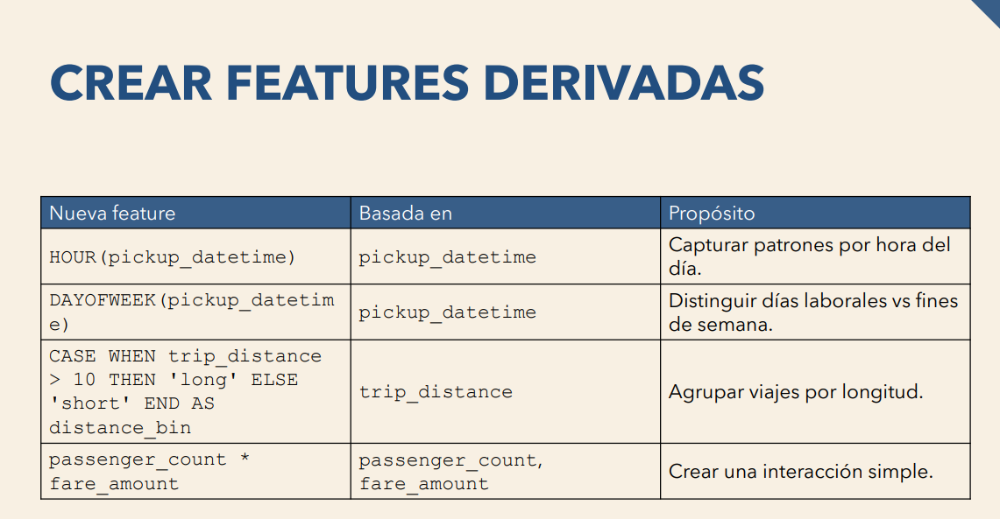 CREAR FEATURES DERIVADAS
Nueva feature
Basada en
Propósito
HOUR(pickup_datetime)
pickup_datetime
Capturar patrones por hora del
día.
DAYOFWEEK(pickup_datetim
e)
pickup_datetime
Distinguir días laborales vs fines
de semana.
CASE WHEN trip_distance
> 10 THEN 'long' ELSE
'short' END AS
distance_bin
trip_distance
Agrupar viajes por longitud.
passenger_count *
fare_amount
passenger_count,
fare_amount
Crear una interacción simple.